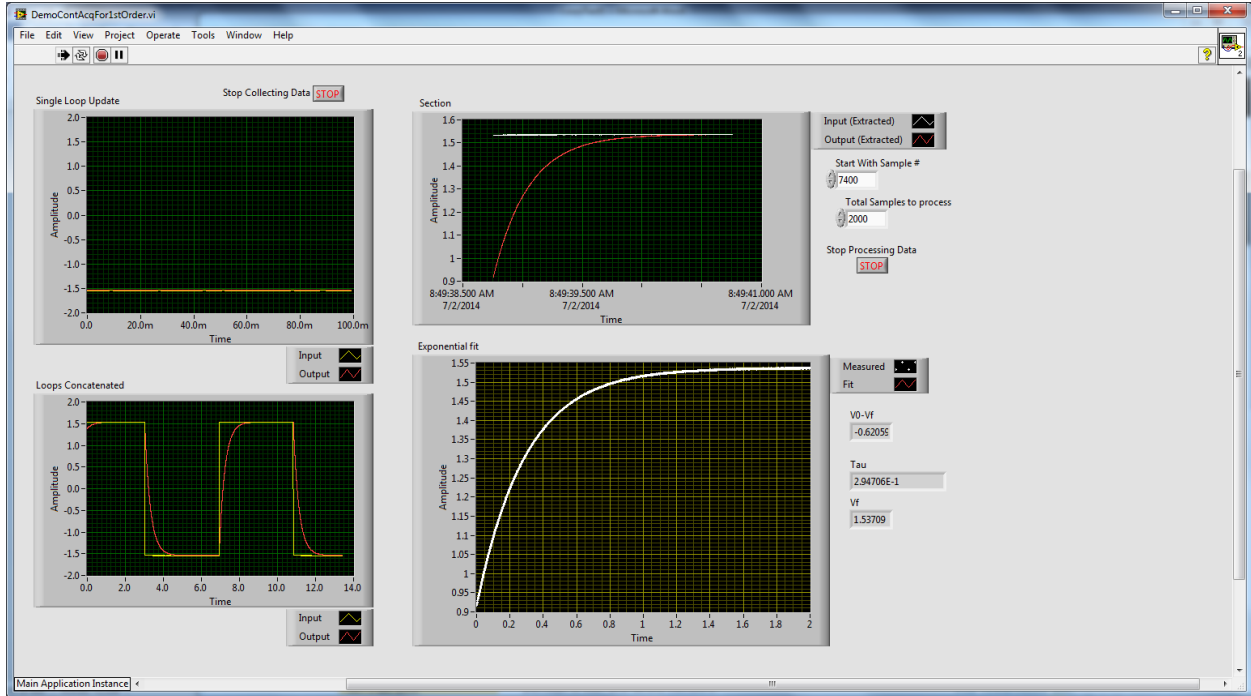 DemoContAcqFor1stOrder.vi
File Edit View Project Operate Tools Window Help
2
Stop Collecting Data STOP
Single Loop Update
2.0
1.5
1.0
0.5
0.0
-0.5
-1.0
-1.5
-2.0
Amplitude
0.0 20.0m 40.0m 60.0m 80.0m 100.0m
Time
Input
Output
Loops Concatenated
2.0
1.5
1.0
0.5
0.0
-0.5
-1.0
-1.5
-2.0
Amplitude
0.0 2.0 4.0 6.0 8.0 10.0 12.0 14.0
Time
Input
Output
Section
1.6
1.5
1.4
1.3
1.2
1.1
1
0.9
Amplitude
8:49:38.500 AM 8:49:39.500 AM 8:49:41.000 AM
7/2/2014 7/2/2014 7/2/2014
Time
Input (Extracted)
Output (Extracted)
Start With Sample #
7400
Total Samples to process
2000
Stop Processing Data
STOP
Exponential fit
1.55
1.5
1.45
1.4
1.35
1.3
1.25
1.2
1.15
1.1
1.05
1
0.95
0.9
Amplitude
0 0.2 0.4 0.6 0.8 1 1.2 1.4 1.6 1.8 2
Time
Measured
Fit
V0-Vf
-0.62059
Tau
2.94706E-1
Vf
1.53709
Main Application Instance